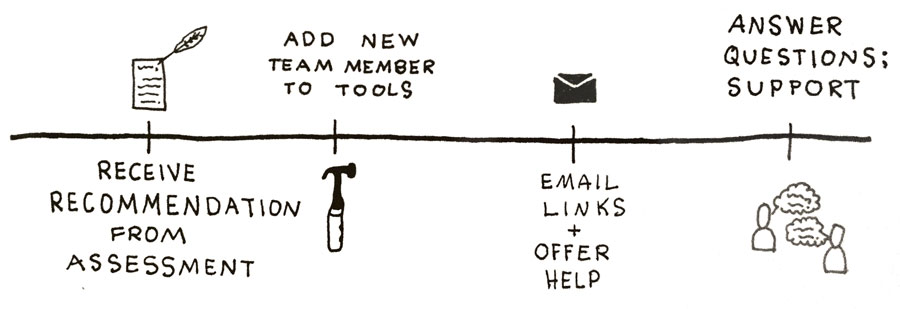 RECEIVE
RECOMMENDATION
FROM
ASSESSMENT
ADD NEW
TEAM MEMBER
TO TOOLS
EMAIL
LINKS
+
OFFER
HELP
ANSWER
QUESTIONS;
SUPPORT